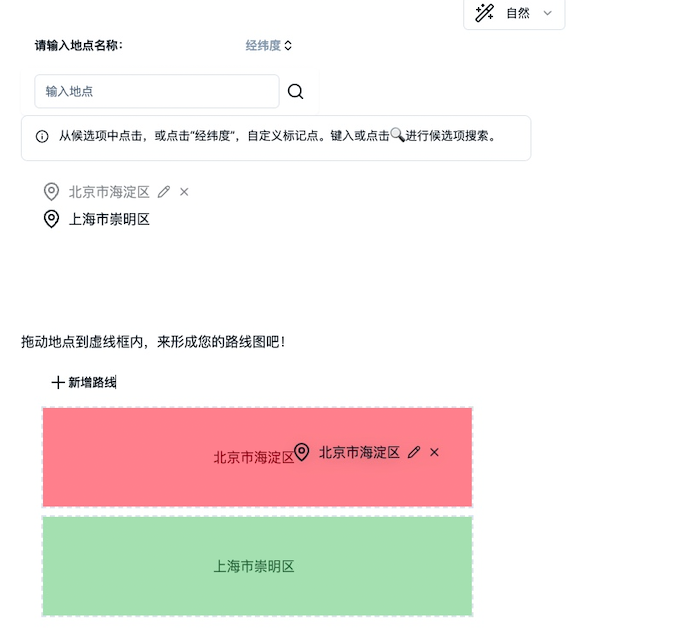 自然
请输入地点名称： 经纬度
输入地点
从候选项中点击，或点击“经纬度”，自定义标记点。键入或点击🔍进行候选项搜索。
北京市海淀区
上海市崇明区
拖动地点到虚线框内，来形成您的路线图吧！
新增路线
北京市海淀区 北京市海淀区
上海市崇明区